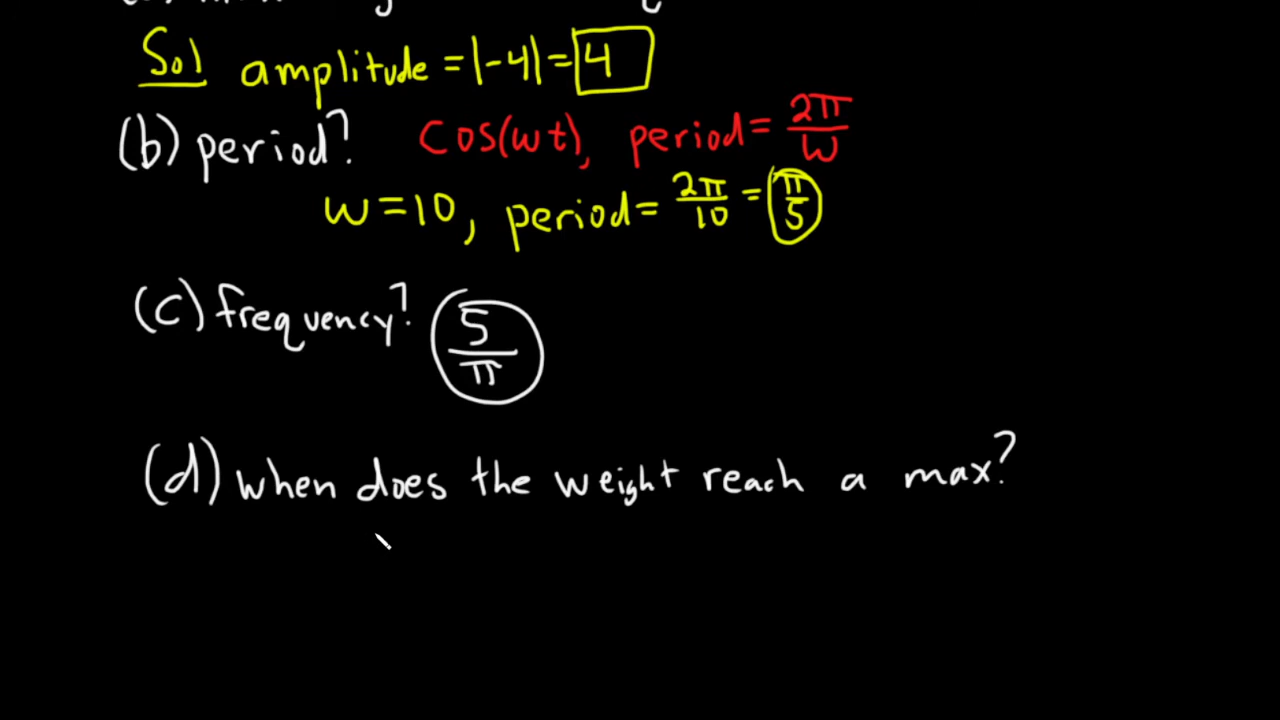 Sol amplitude = |-4| = 4
(b) period? cos(wt), period = 2π/w
w = 10, period = 2π/10 = π/5
(c) frequency? 5/π
(d) when does the weight reach a max?